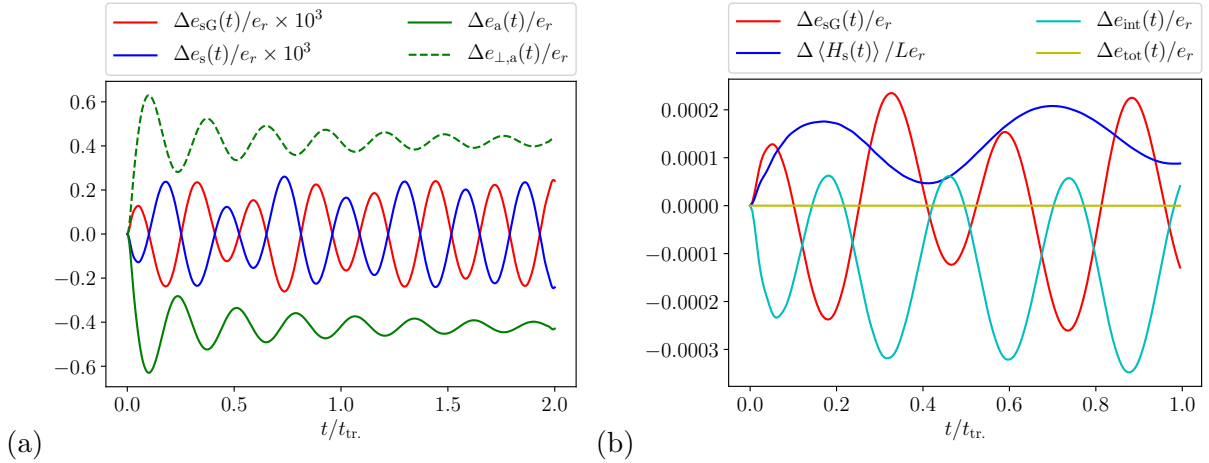 Δe_sG(t)/e_r × 10^3
Δe_s(t)/e_r × 10^3
Δe_a(t)/e_r
Δe_⊥,a(t)/e_r
0.6
0.4
0.2
0.0
−0.2
−0.4
−0.6
0.0 0.5 1.0 1.5 2.0
t/t_tr.
(a)
Δe_sG(t)/e_r
Δ⟨H_s(t)⟩/Le_r
Δe_int(t)/e_r
Δe_tot(t)/e_r
0.0002
0.0001
0.0000
−0.0001
−0.0002
−0.0003
0.0 0.2 0.4 0.6 0.8 1.0
t/t_tr.
(b)